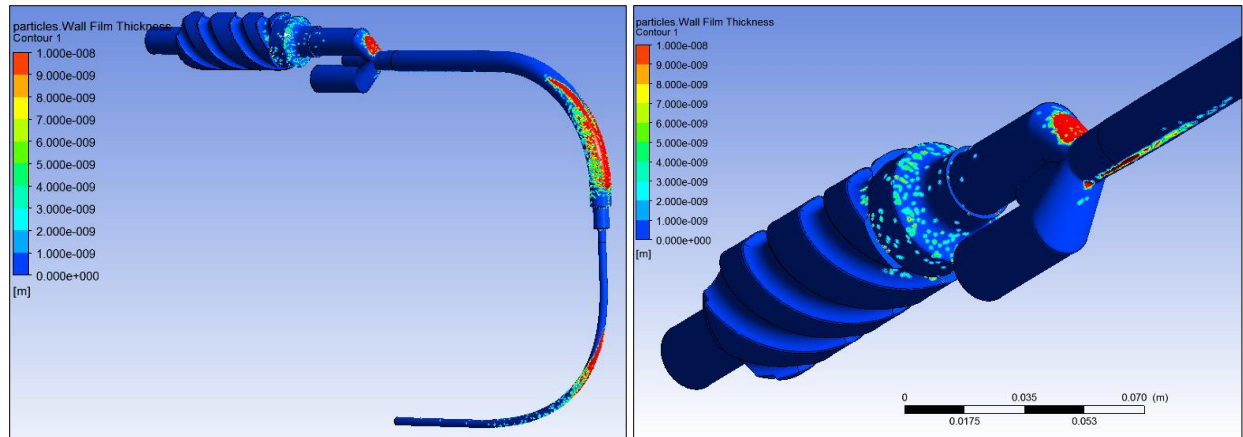 particles.Wall Film Thickness
Contour 1
1.000e-008
9.000e-009
8.000e-009
7.000e-009
6.000e-009
5.000e-009
4.000e-009
3.000e-009
2.000e-009
1.000e-009
0.000e+000
[m]
particles.Wall Film Thickness
Contour 1
1.000e-008
9.000e-009
8.000e-009
7.000e-009
6.000e-009
5.000e-009
4.000e-009
3.000e-009
2.000e-009
1.000e-009
0.000e+000
[m]
0 0.035 0.070 (m)
0.0175 0.053